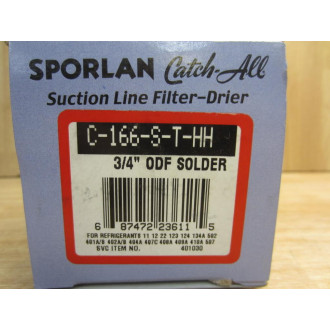 SPORLAN Catch-All
Suction Line Filter-Drier
C-166-S-T-HH
3/4" ODF SOLDER
6 87472 23611 5
FOR REFRIGERANTS 11 12 22 123 124 134A 502
401A/B 402A/B 404A 407C 408A 409A 410A 507
SVC ITEM NO. 401030